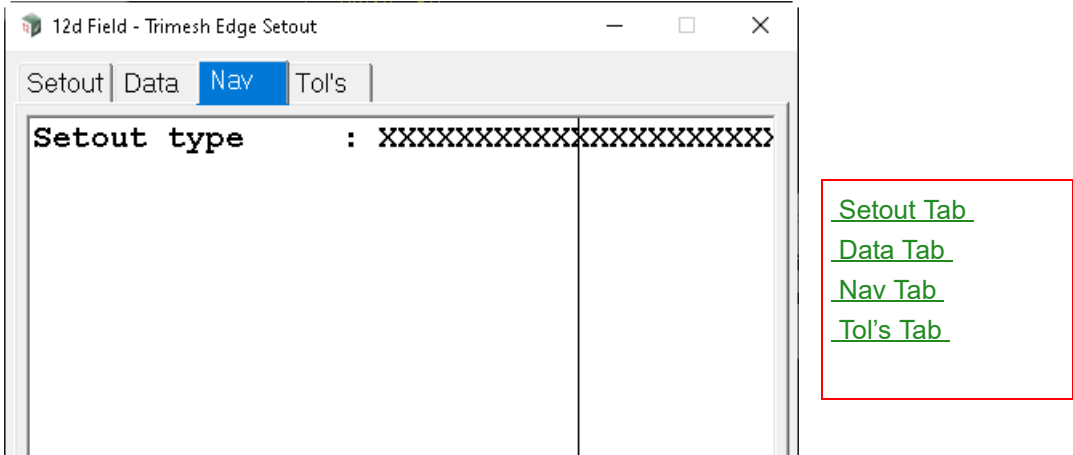 12d Field - Trimesh Edge Setout
Setout Data Nav Tol's
Setout type : XXXXXXXXXXXXXXXXXXXXX
Setout Tab
Data Tab
Nav Tab
Tol’s Tab